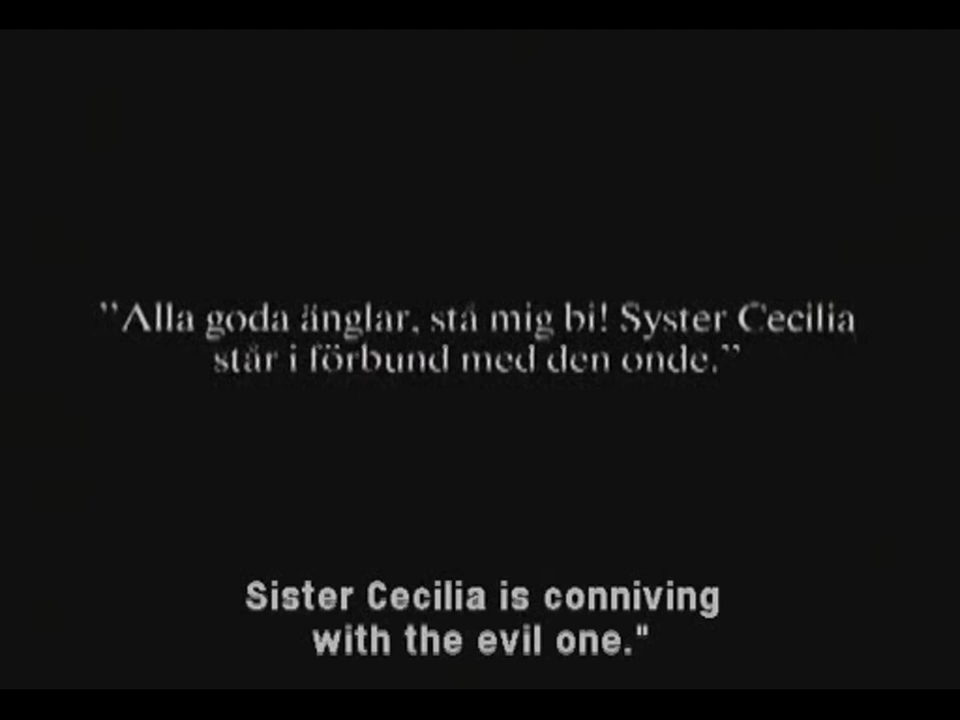 ”Alla goda änglar, stå mig bi! Syster Cecilia
står i förbund med den onde.”
Sister Cecilia is conniving
with the evil one."